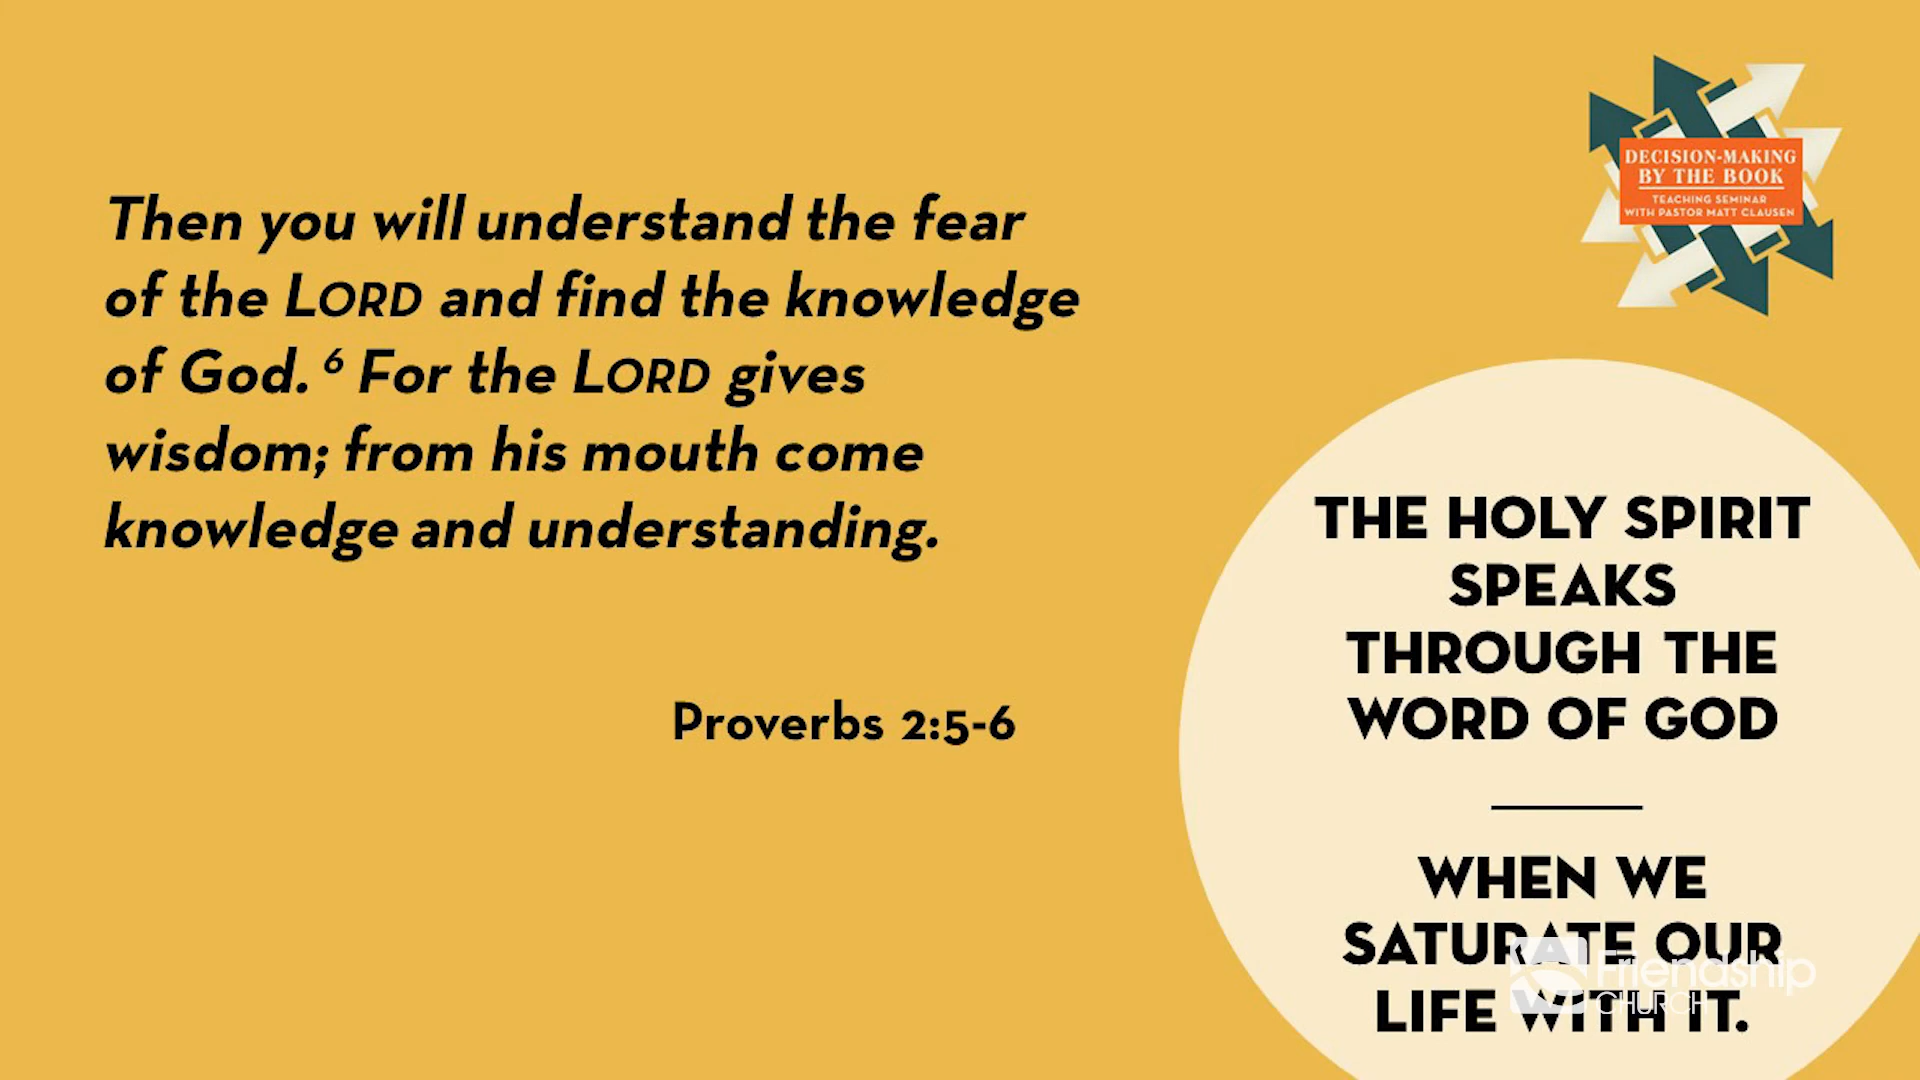 Then you will understand the fear
of the LORD and find the knowledge
of God. 6 For the LORD gives
wisdom; from his mouth come
knowledge and understanding.
Proverbs 2:5-6
DECISION-MAKING
BY THE BOOK
TEACHING SEMINAR
WITH PASTOR MATT CLAUSEN
THE HOLY SPIRIT
SPEAKS
THROUGH THE
WORD OF GOD
WHEN WE
SATURATE OUR
LIFE WITH IT.
Friendship
CHURCH